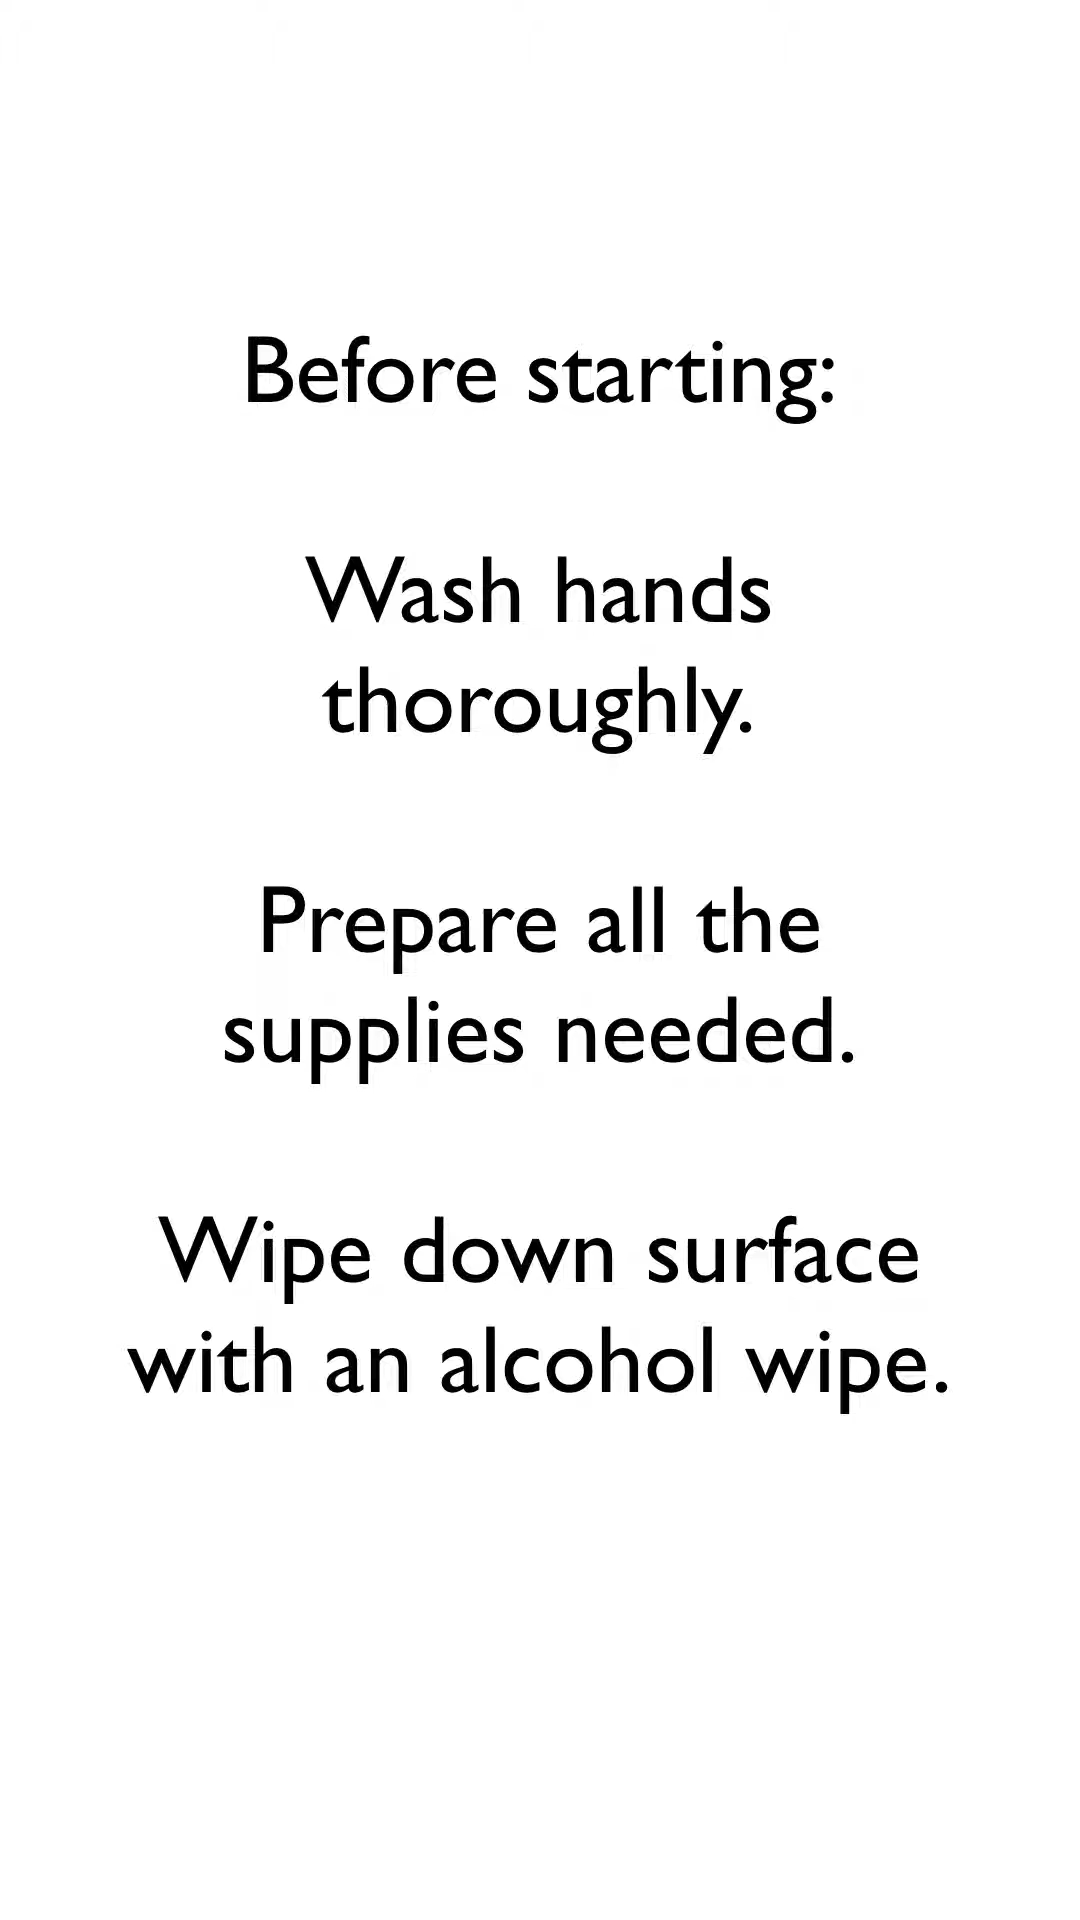 Before starting:
Wash hands
thoroughly.
Prepare all the
supplies needed.
Wipe down surface
with an alcohol wipe.